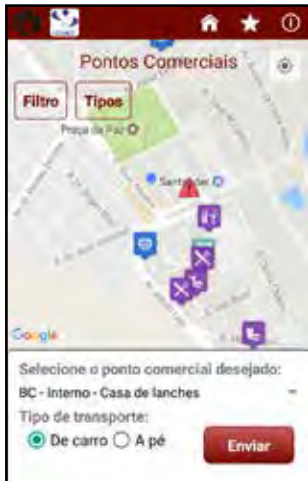 Pontos Comerciais
Filtro
Tipos
Praça da Paz
Santander
Google
Selecione o ponto comercial desejado:
BC - Interno - Casa de lanches
Tipo de transporte:
De carro
A pé
Enviar